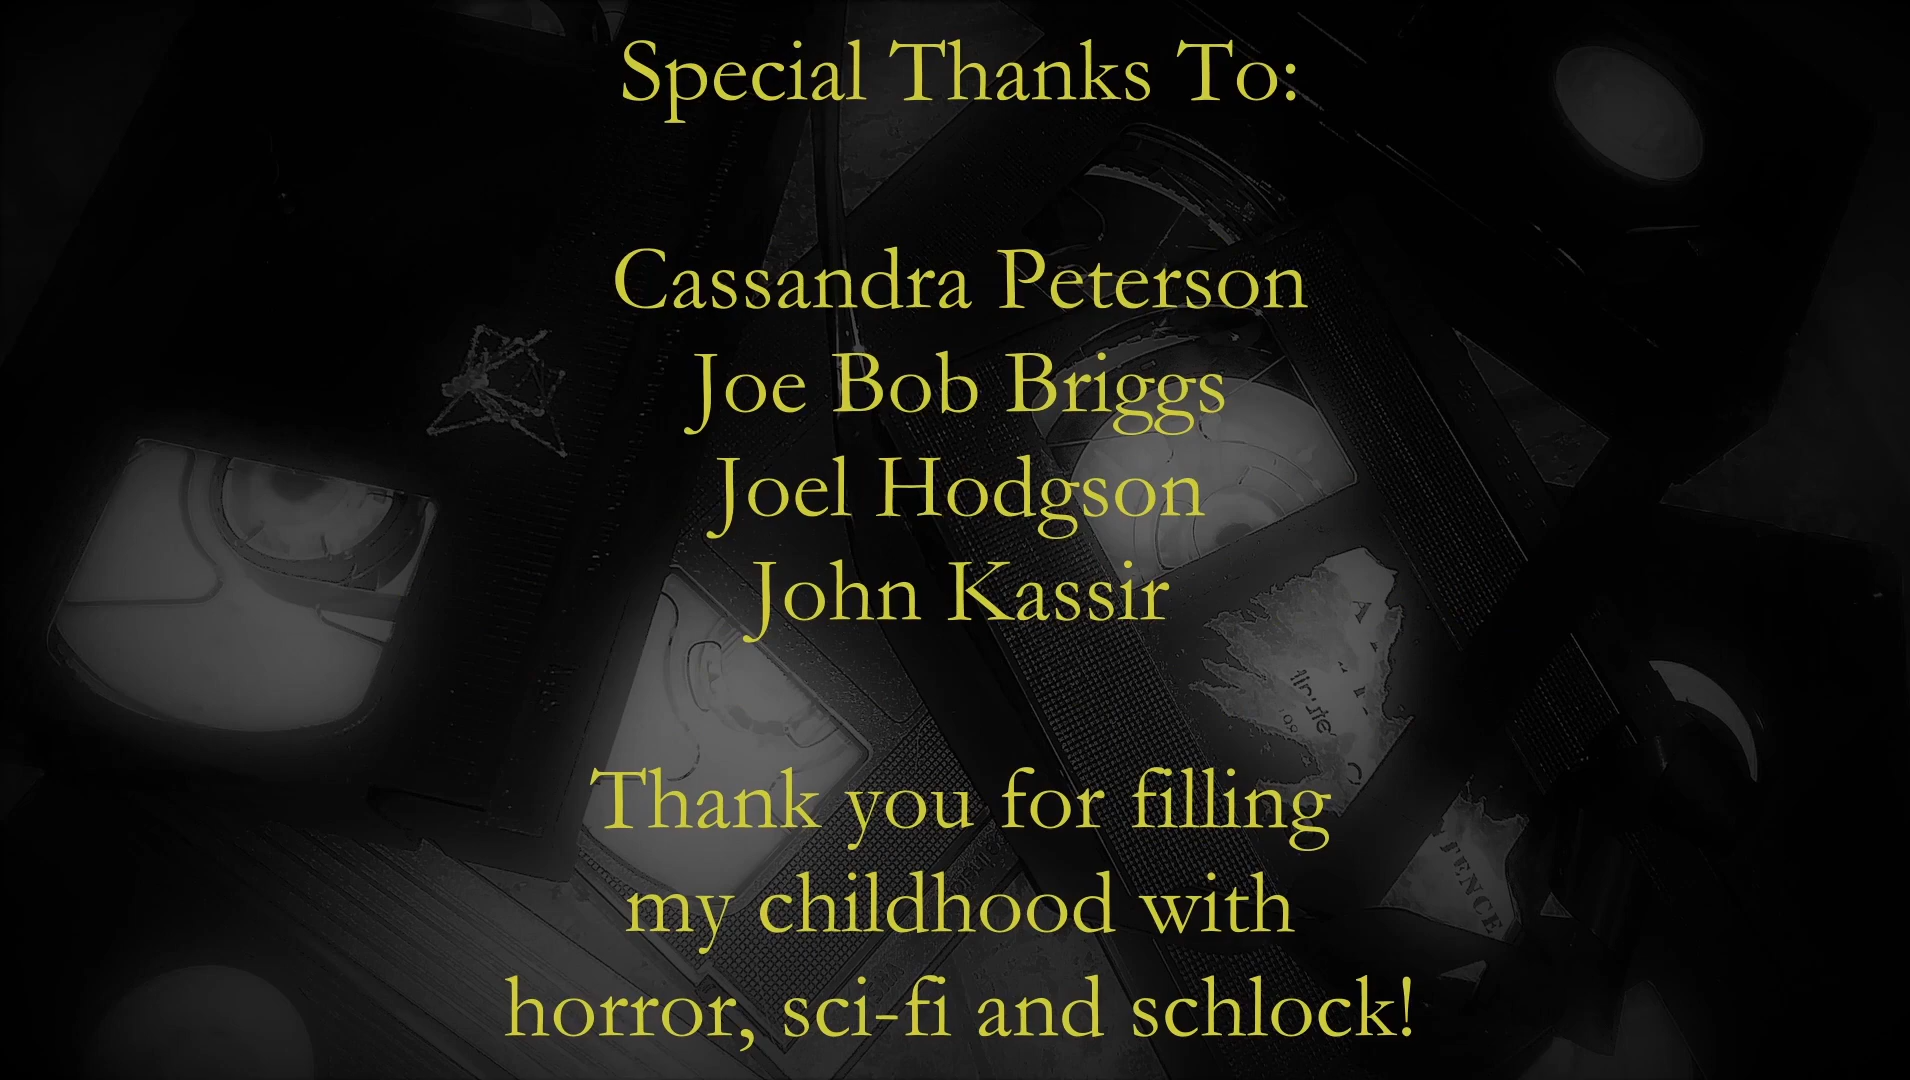 Special Thanks To:
Cassandra Peterson
Joe Bob Briggs
Joel Hodgson
John Kassir
Thank you for filling
my childhood with
horror, sci-fi and schlock!